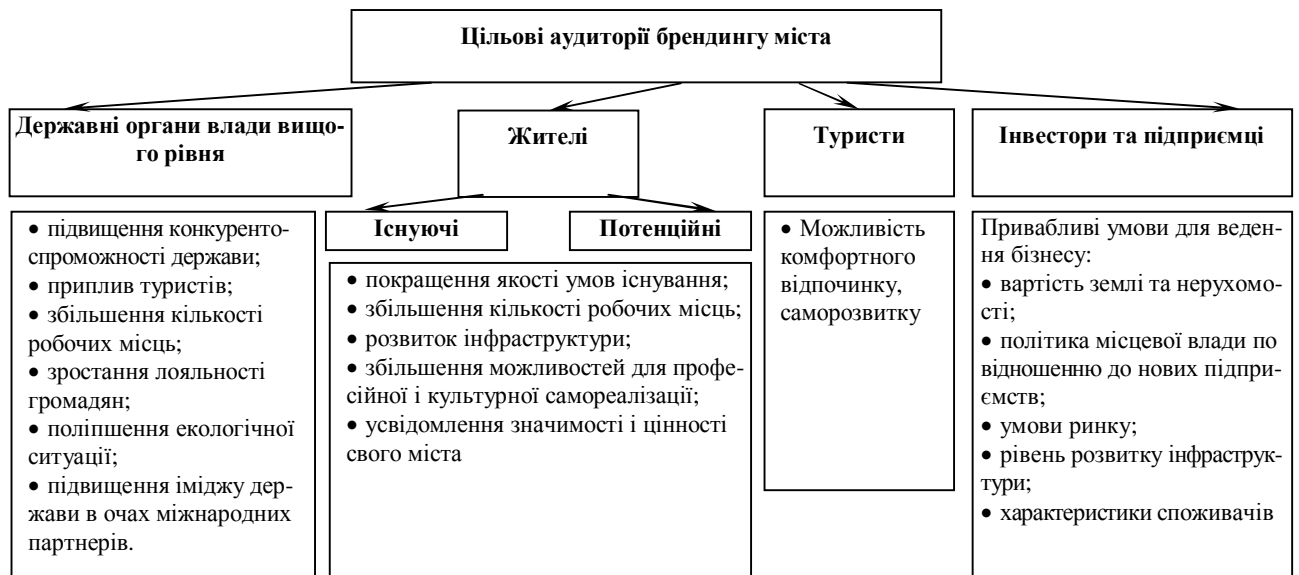 Цільові аудиторії брендингу міста
Державні органи влади вищо-
го рівня
Жителі
Туристи
Інвестори та підприємці
Існуючі
Потенційні
• підвищення конкуренто-
спроможності держави;
• приплив туристів;
• збільшення кількості
робочих місць;
• зростання лояльності
громадян;
• поліпшення екологічної
ситуації;
• підвищення іміджу дер-
жави в очах міжнародних
партнерів.
• покращення якості умов існування;
• збільшення кількості робочих місць;
• розвиток інфраструктури;
• збільшення можливостей для профе-
сійної і культурної самореалізації;
• усвідомлення значимості і цінності
свого міста
• Можливість
комфортного
відпочинку,
саморозвитку
Привабливі умови для веден-
ня бізнесу:
• вартість землі та нерухомо-
сті;
• політика місцевої влади по
відношенню до нових підпри-
ємств;
• умови ринку;
• рівень розвитку інфраструк-
тури;
• характеристики споживачів